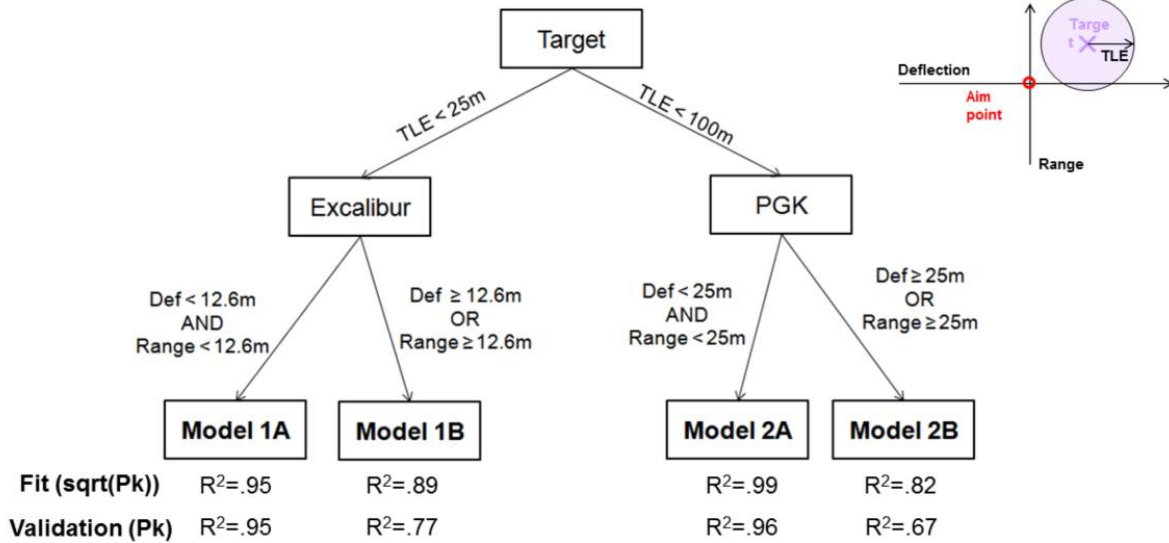 Target
TLE < 25m
TLE < 100m
Excalibur
PGK
Def < 12.6m
AND
Range < 12.6m
Def ≥ 12.6m
OR
Range ≥ 12.6m
Def < 25m
AND
Range < 25m
Def ≥ 25m
OR
Range ≥ 25m
Model 1A
Model 1B
Model 2A
Model 2B
Fit (sqrt(Pk)) R²=.95 R²=.89 R²=.99 R²=.82
Validation (Pk) R²=.95 R²=.77 R²=.96 R²=.67
Targe
t
TLE
Deflection
Aim
point
Range